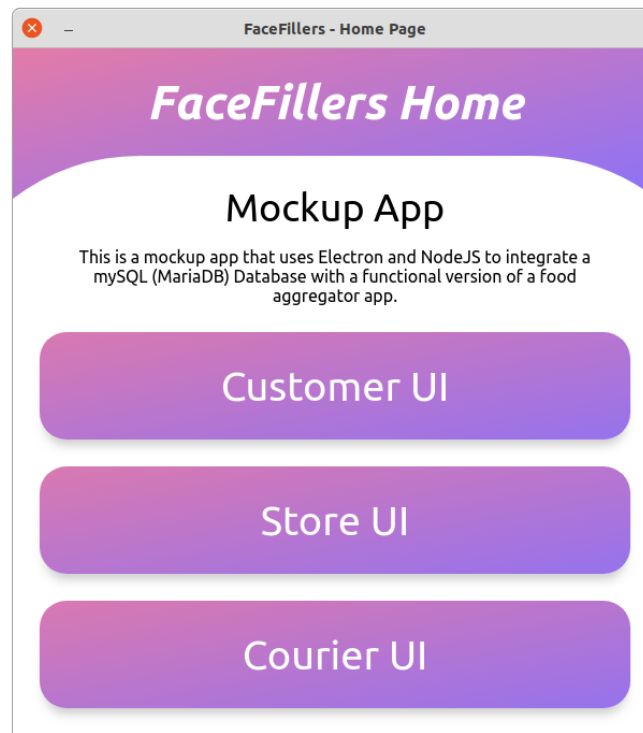 FaceFillers - Home Page
FaceFillers Home
Mockup App
This is a mockup app that uses Electron and NodeJS to integrate a
mySQL (MariaDB) Database with a functional version of a food
aggregator app.
Customer UI
Store UI
Courier UI